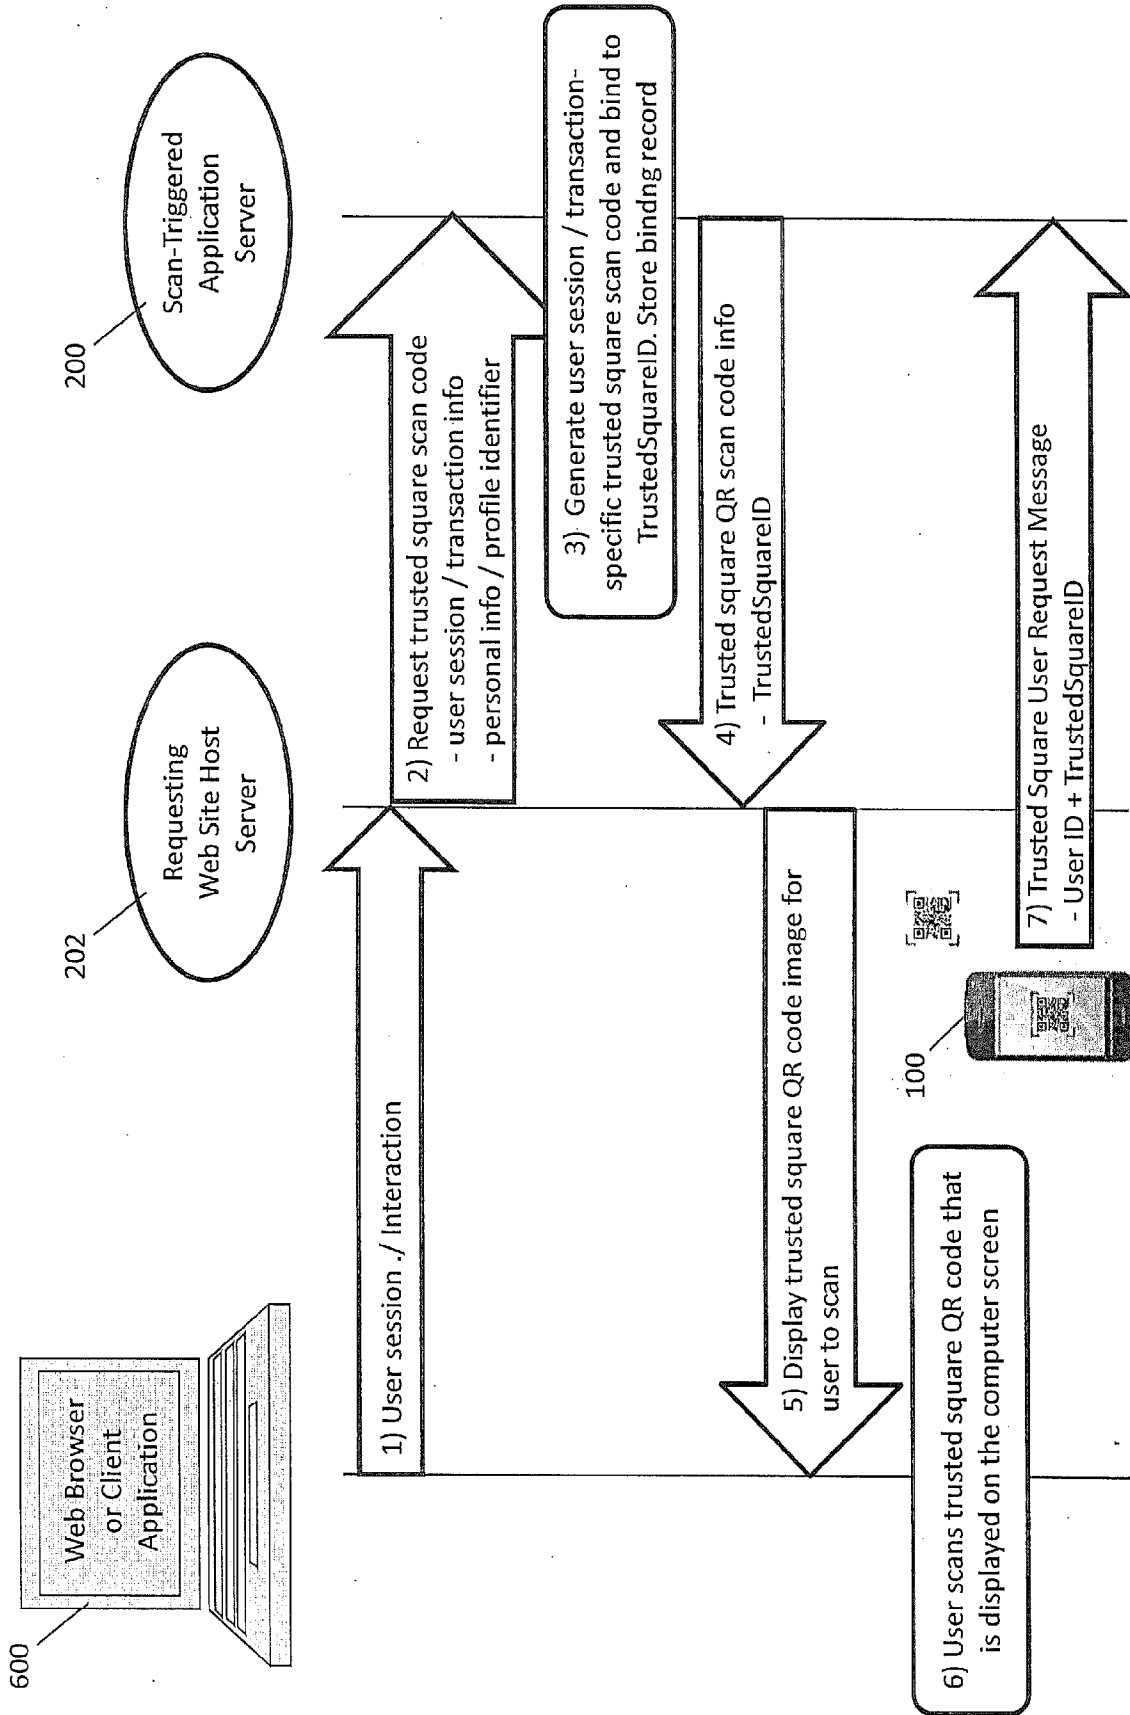 600
Web Browser
or Client
Application
202
Requesting
Web Site Host
Server
200
Scan-Triggered
Application
Server
1) User session ./ Interaction
2) Request trusted square scan code
- user session / transaction info
- personal info / profile identifier
3) Generate user session / transaction-
specific trusted square scan code and bind to
TrustedSquareID. Store bindng record
4) Trusted square QR scan code info
- TrustedSquareID
5) Display trusted square QR code image for
user to scan
6) User scans trusted square QR code that
is displayed on the computer screen
100
7) Trusted Square User Request Message
- User ID + TrustedSquareID